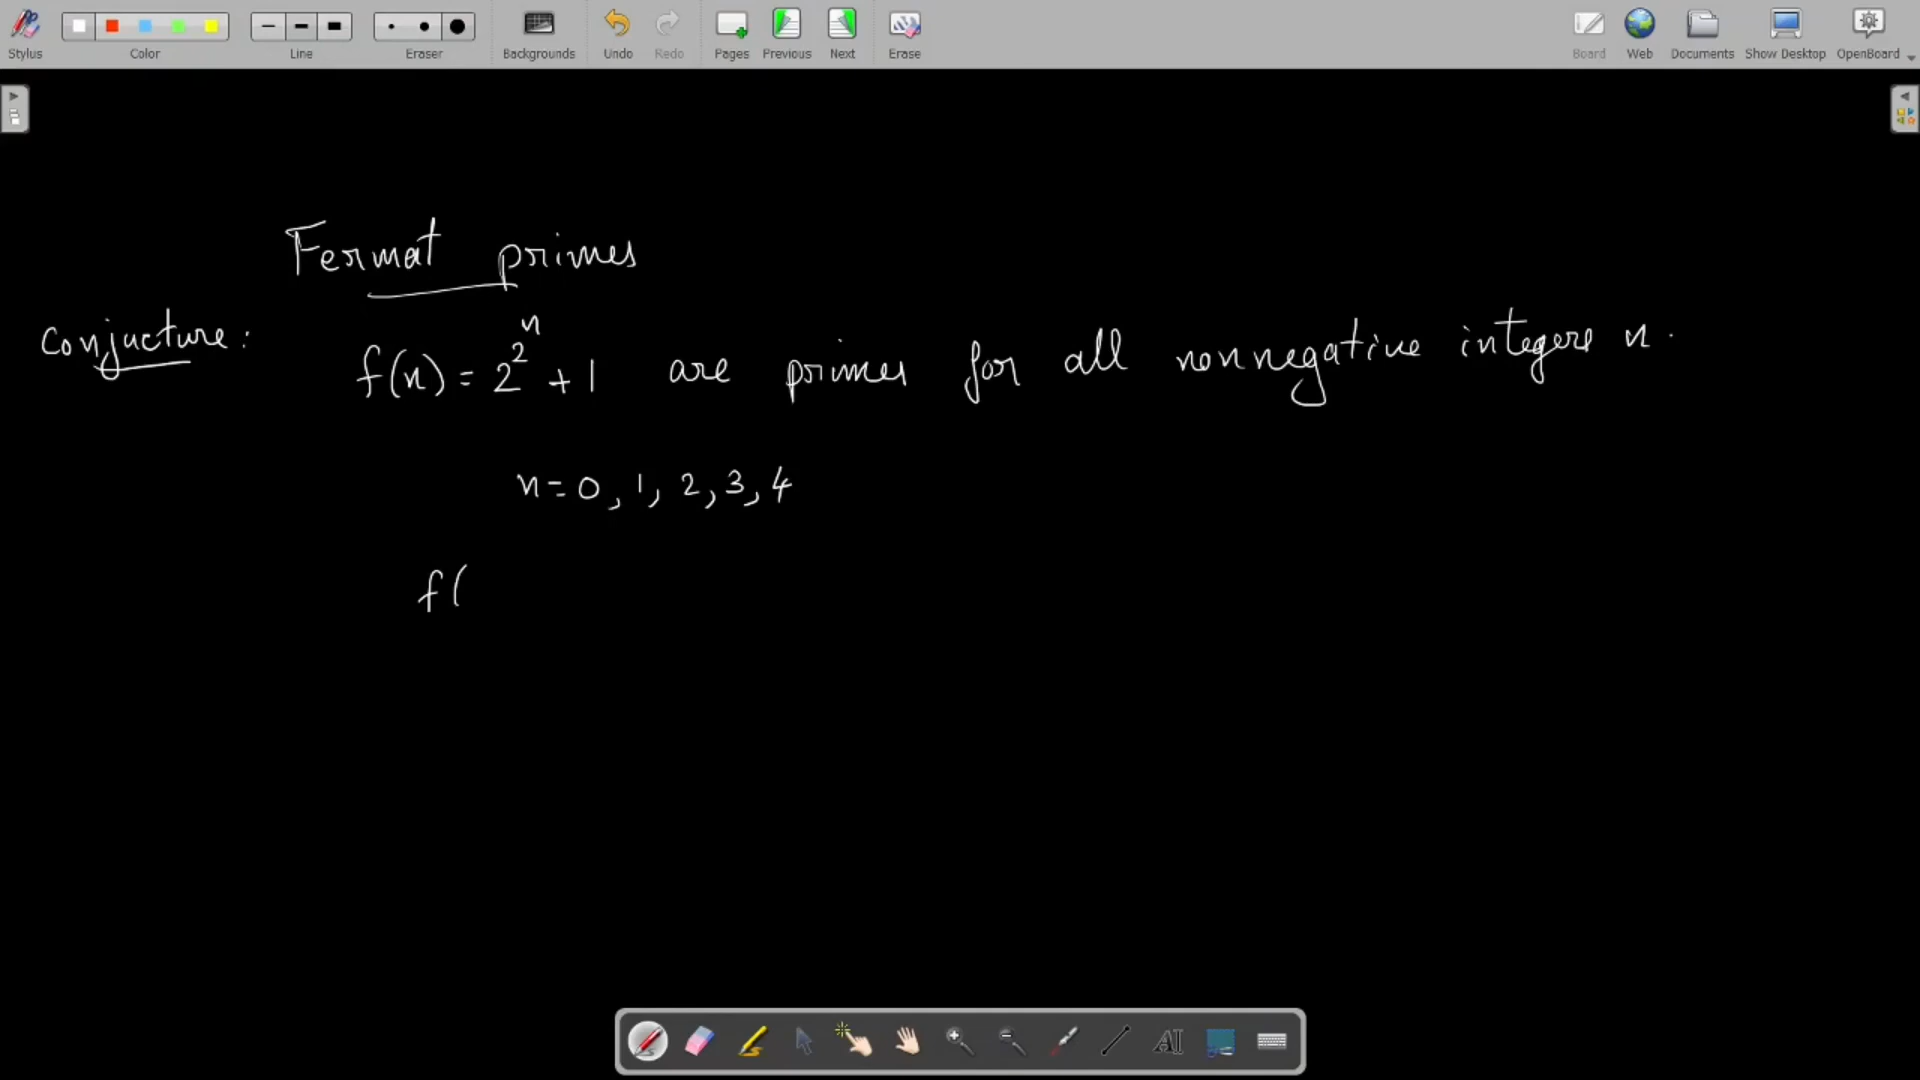 Stylus Color Line Eraser Backgrounds Undo Redo Pages Previous Next Erase Board Web Documents Show Desktop OpenBoard
Fermat primes
Conjucture: f(n) = 2^2^n + 1 are primes for all nonnegative integers n.
n = 0, 1, 2, 3, 4
f(